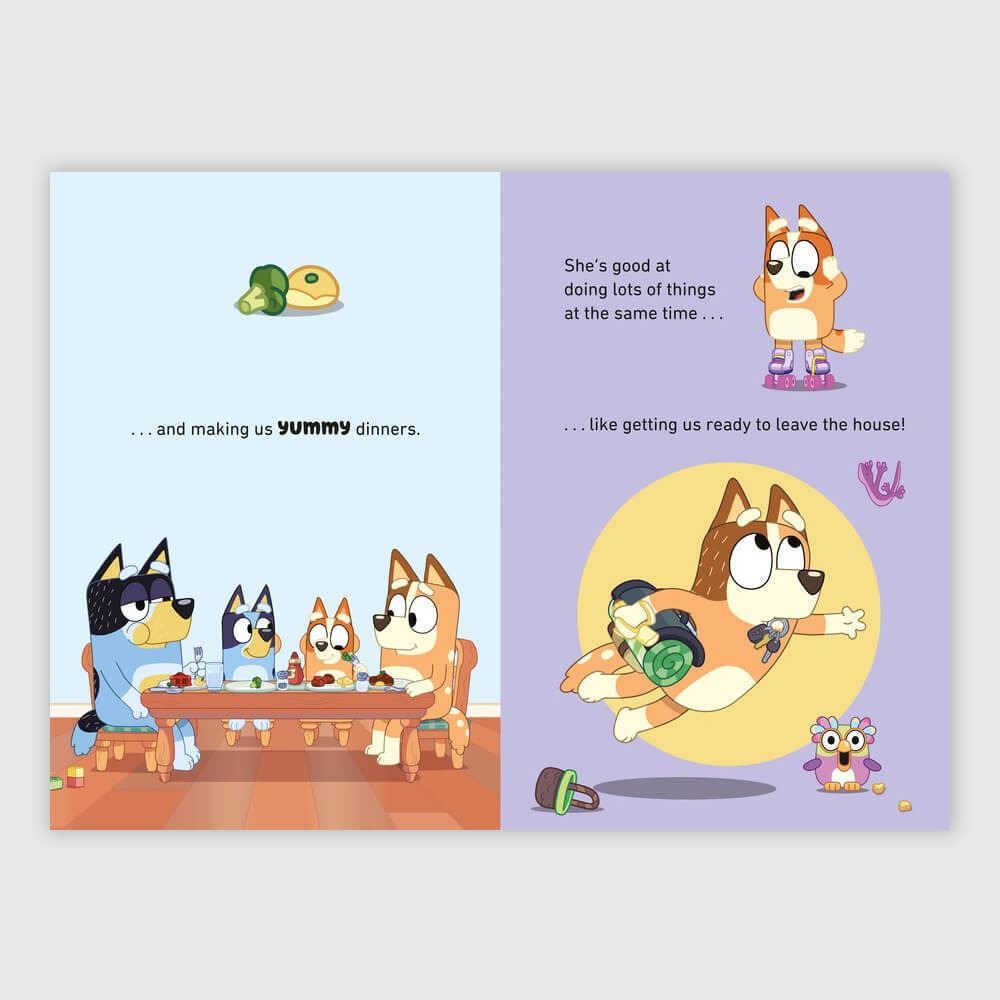 . . . and making us yummy dinners.
She's good at
doing lots of things
at the same time . . .
. . . like getting us ready to leave the house!